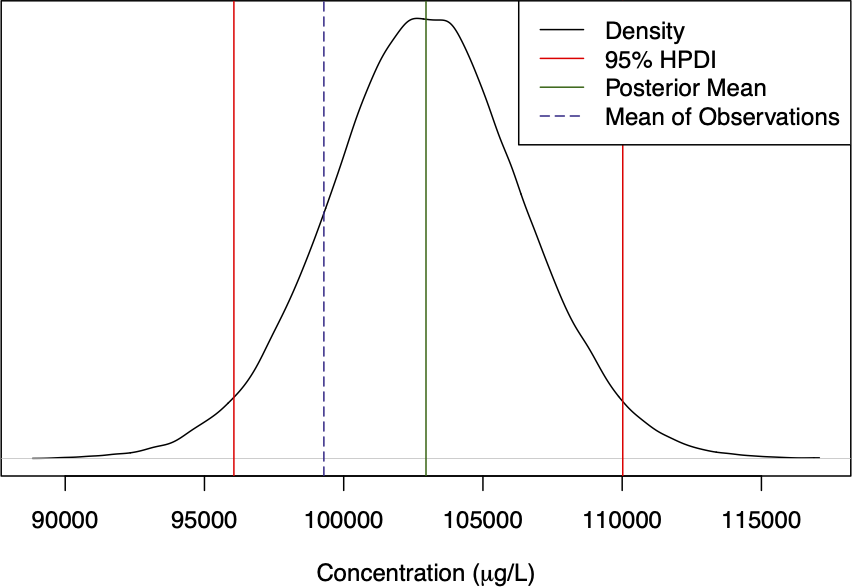 Density
95% HPDI
Posterior Mean
Mean of Observations
90000 95000 100000 105000 110000 115000
Concentration (μg/L)